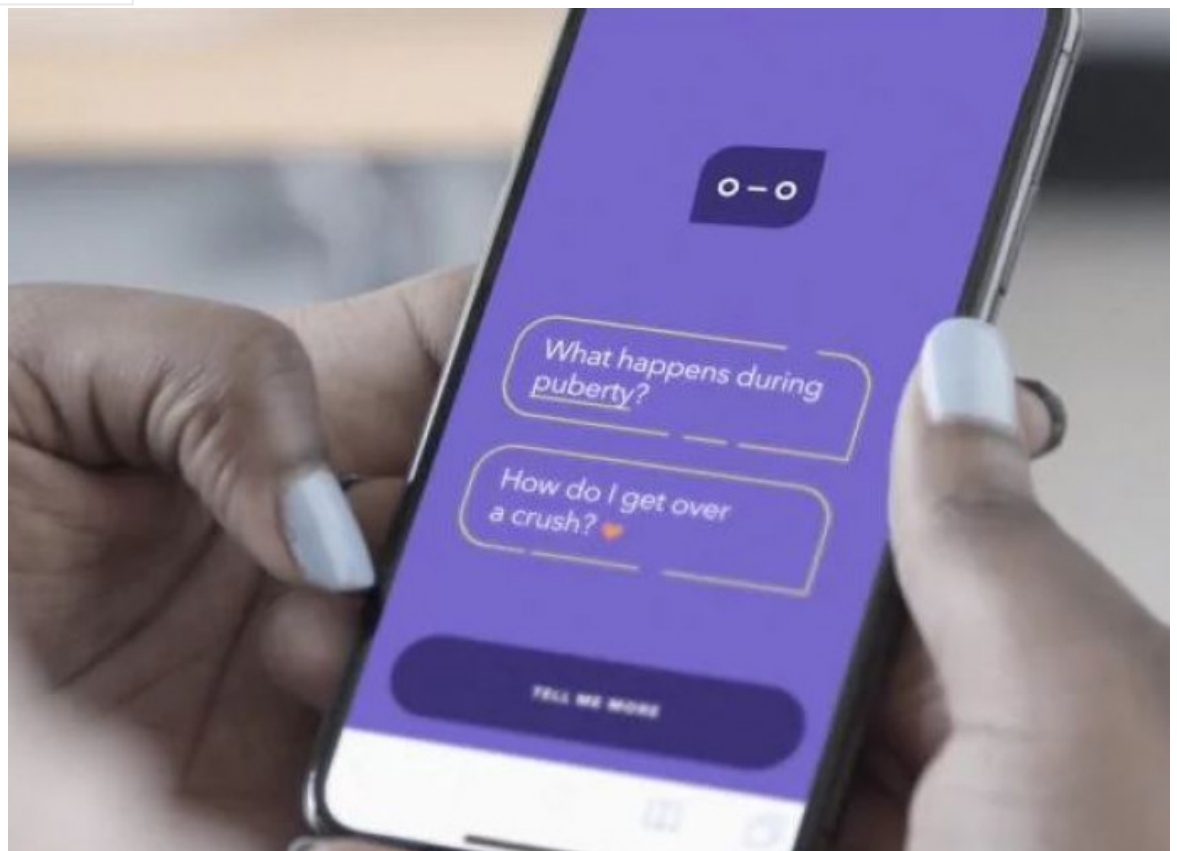 What happens during
puberty?
How do I get over
a crush?
TELL ME MORE